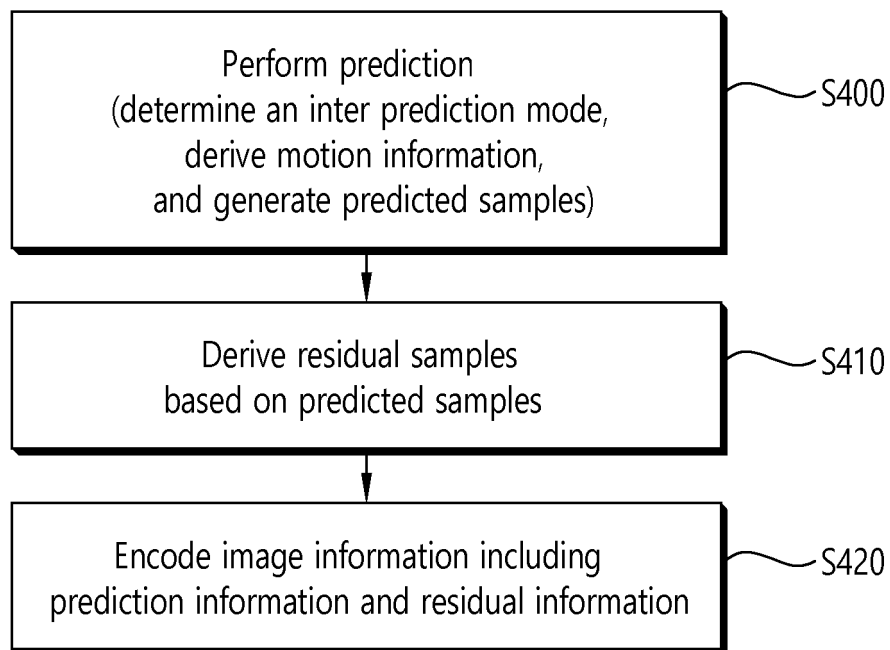 Perform prediction
(determine an inter prediction mode,
derive motion information,
and generate predicted samples)
S400
Derive residual samples
based on predicted samples
S410
Encode image information including
prediction information and residual information
S420